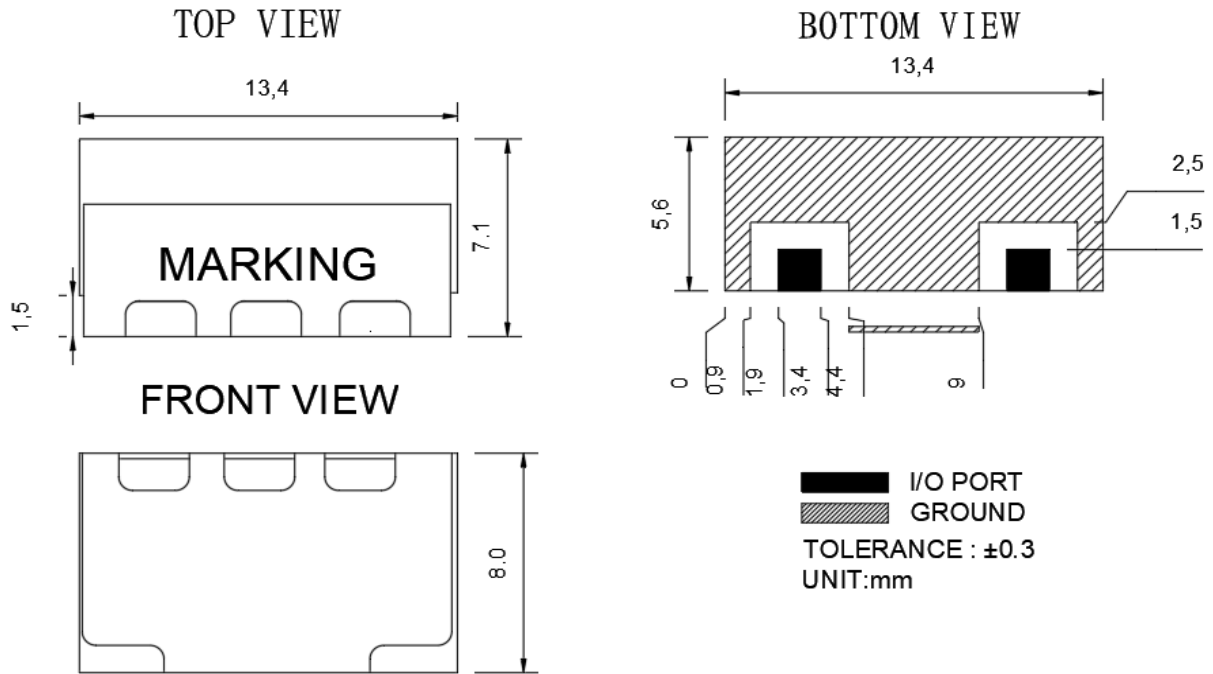 TOP VIEW
13,4
7.1
MARKING
1,5
FRONT VIEW
8.0
BOTTOM VIEW
13,4
5,6
2,5
1,5
0
0,9
1,9
3,4
4,4
9
I/O PORT
GROUND
TOLERANCE : ±0.3
UNIT:mm